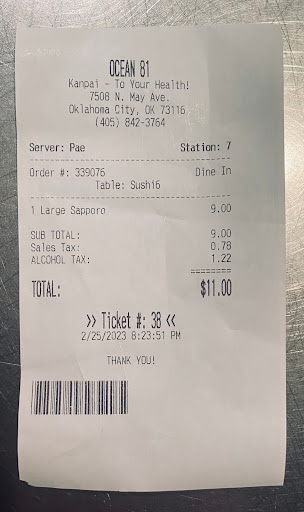 OCEAN 81
Kanpai - To Your Health!
7508 N. May Ave.
Oklahoma City, OK 73116
(405) 842-3764
Server: Pae Station: 7
Order #: 339076 Dine In
Table: Sushi6
1 Large Sapporo 9.00
SUB TOTAL: 9.00
Sales Tax: 0.78
ALCOHOL TAX: 1.22
========
TOTAL: $11.00
>> Ticket #: 38 <<
2/25/2023 8:23:51 PM
THANK YOU!